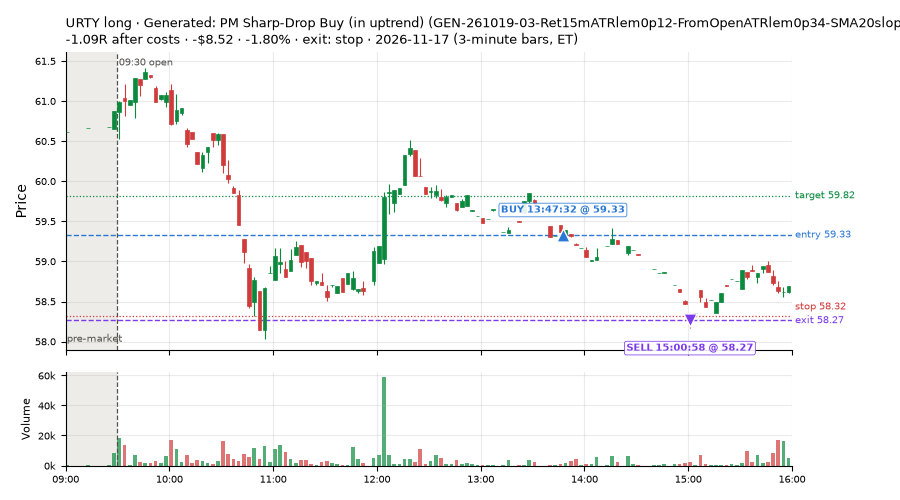 URTY long · Generated: PM Sharp-Drop Buy (in uptrend) (GEN-261019-03-Ret15mATRlem0p12-FromOpenATRlem0p34-SMA20slop
-1.09R after costs · -$8.52 · -1.80% · exit: stop · 2026-11-17 (3-minute bars, ET)
09:30 open
61.5
61.0
60.5
60.0
59.5
59.0
58.5
58.0
Price
target 59.82
BUY 13:47:32 @ 59.33
entry 59.33
stop 58.32
exit 58.27
pre-market
SELL 15:00:58 @ 58.27
60k
40k
20k
0k
Volume
09:00
10:00
11:00
12:00
13:00
14:00
15:00
16:00